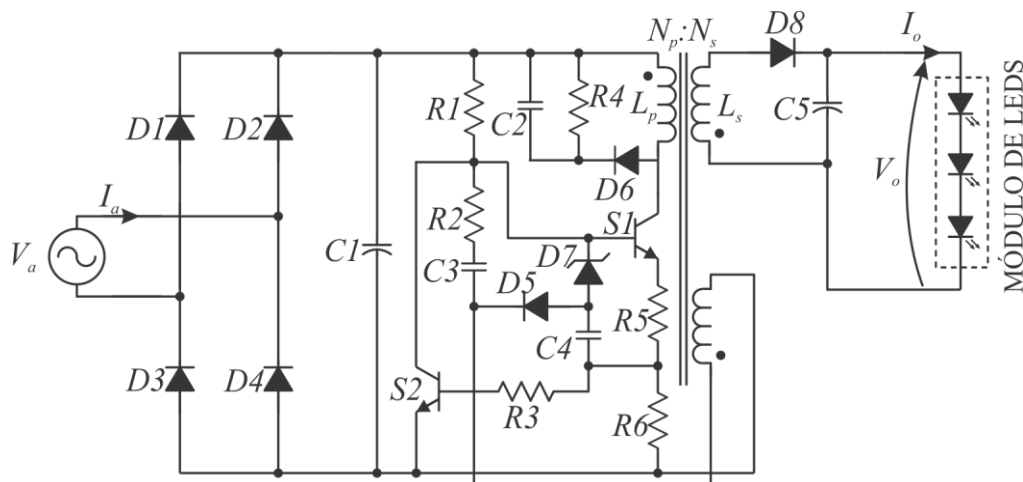 Np:Ns
D8
Io
D1
D2
R1
C2
R4
Lp
Ls
C5
Vo
MÓDULO DE LEDS
D6
Ia
R2
S1
Va
C1
C3
D7
D5
R5
C4
D3
D4
S2
R3
R6